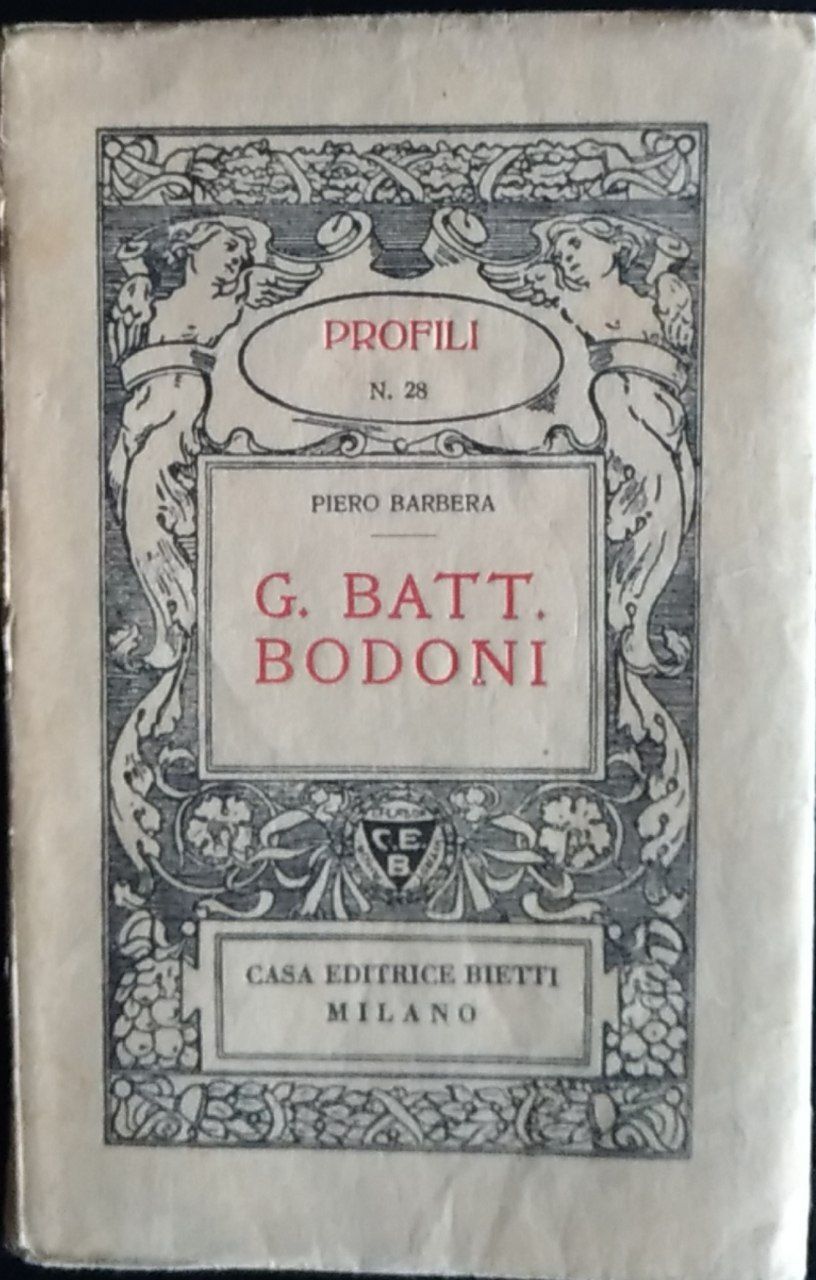 PROFILI
N. 28
PIERO BARBERA
G. BATT.
BODONI
C.E.
B
CASA EDITRICE BIETTI
MILANO